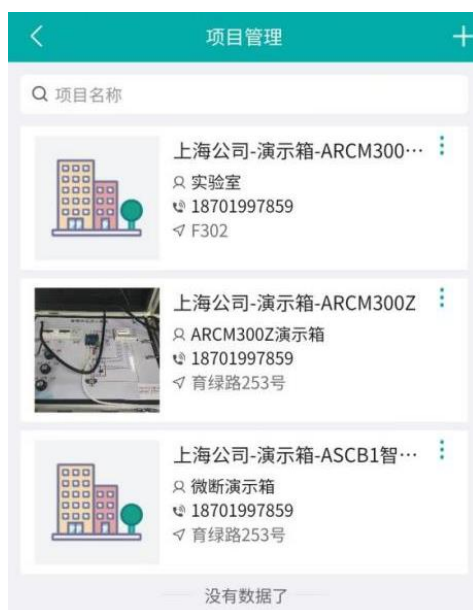 项目管理
项目名称
上海公司-演示箱-ARCM300…
实验室
18701997859
F302
上海公司-演示箱-ARCM300Z
ARCM300Z演示箱
18701997859
育绿路253号
上海公司-演示箱-ASCB1智…
微断演示箱
18701997859
育绿路253号
没有数据了